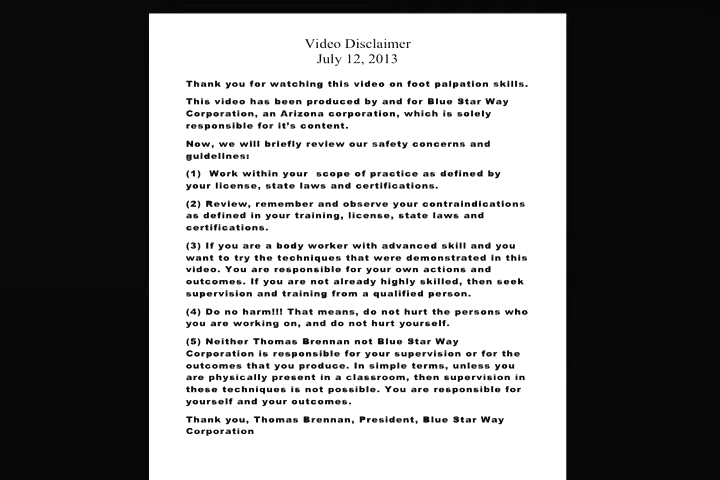 Video Disclaimer
July 12, 2013
Thank you for watching this video on foot palpation skills.
This video has been produced by and for Blue Star Way
Corporation, an Arizona corporation, which is solely
responsible for it's content.
Now, we will briefly review our safety concerns and
guidelines:
(1)  Work within your  scope of practice as defined by
your license, state laws and certifications.
(2) Review, remember and observe your contraindications
as defined in your training, license, state laws and
certifications.
(3) If you are a body worker with advanced skill and you
want to try the techniques that were demonstrated in this
video. You are responsible for your own actions and
outcomes. If you are not already highly skilled, then seek
supervision and training from a qualified person.
(4) Do no harm!!! That means, do not hurt the persons who
you are working on, and do not hurt yourself.
(5) Neither Thomas Brennan not Blue Star Way
Corporation is responsible for your supervision or for the
outcomes that you produce. In simple terms, unless you
are physically present in a classroom, then supervision in
these techniques is not possible. You are responsible for
yourself and your outcomes.
Thank you, Thomas Brennan, President, Blue Star Way
Corporation